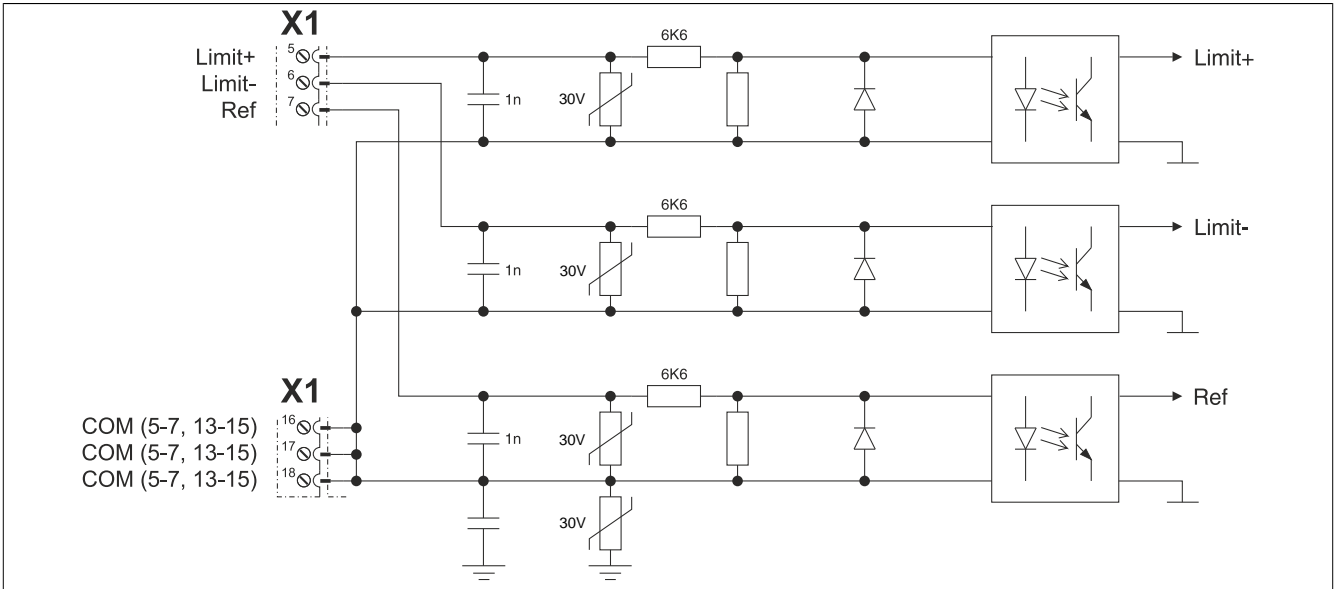 X1
6K6
Limit+
5
Limit+
Limit-
6
1n
30V
Ref
7
6K6
Limit-
1n
30V
X1
6K6
Ref
COM (5-7, 13-15)
16
COM (5-7, 13-15)
17
1n
30V
COM (5-7, 13-15)
18
30V